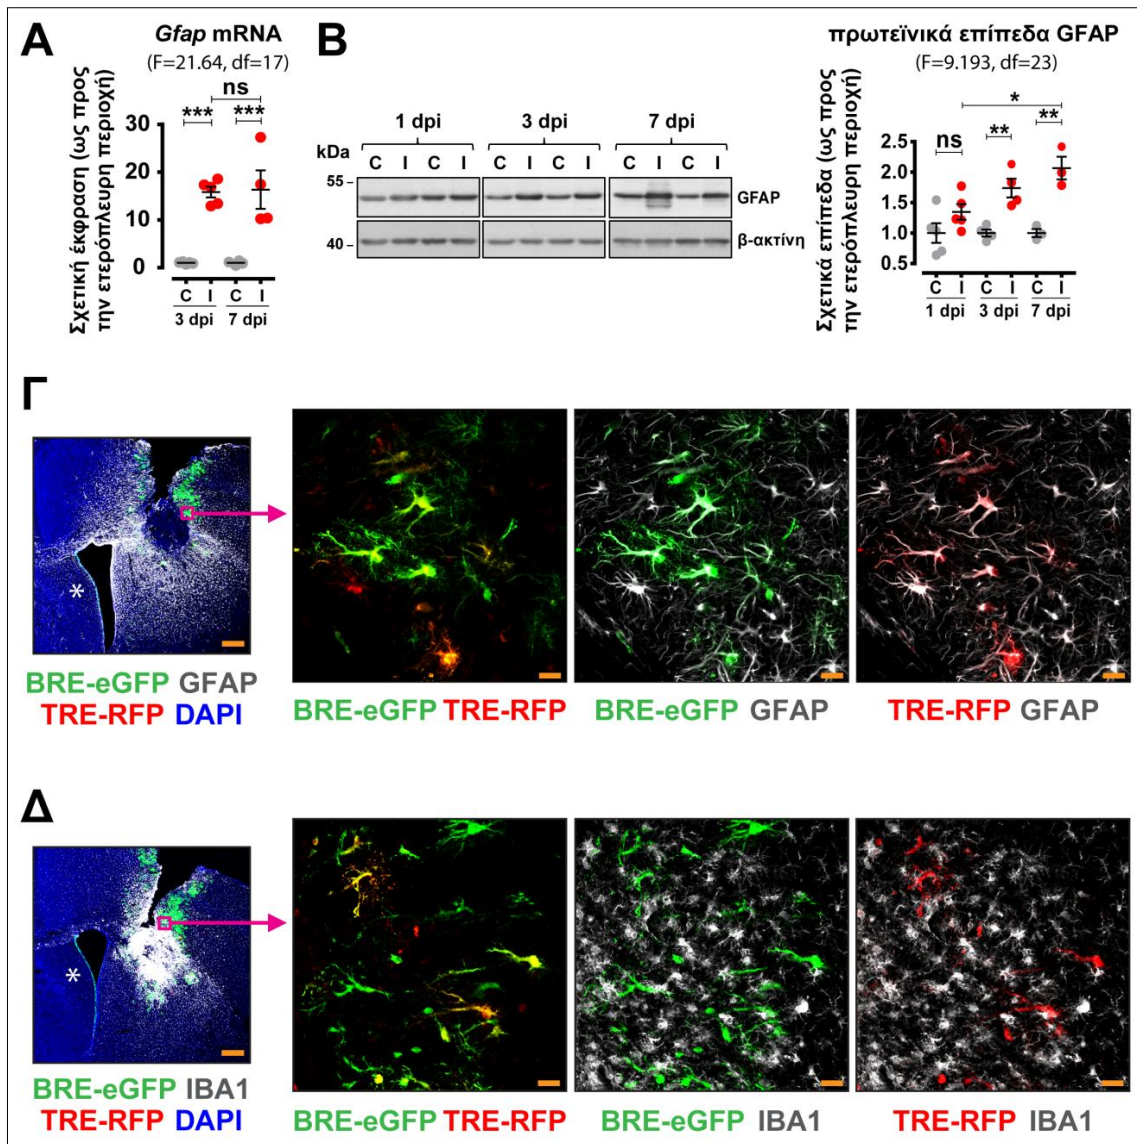 A
Gfap mRNA
(F=21.64, df=17)
Σχετική έκφραση (ως προς
την ετερόπλευρη περιοχή)
ns
*** ***
30
20
10
0
C I C I
3 dpi 7 dpi
B
1 dpi 3 dpi 7 dpi
kDa
C I C I C I C I C I C I
55
GFAP
40
β-ακτίνη
πρωτεϊνικά επίπεδα GFAP
(F=9.193, df=23)
Σχετικά επίπεδα (ως προς
την ετερόπλευρη περιοχή)
*
ns ** **
2.5
2.0
1.5
1.0
0.5
C I C I C I
1 dpi 3 dpi 7 dpi
Γ
*
BRE-eGFP GFAP
TRE-RFP DAPI
BRE-eGFP TRE-RFP
BRE-eGFP GFAP
TRE-RFP GFAP
Δ
*
BRE-eGFP IBA1
TRE-RFP DAPI
BRE-eGFP TRE-RFP
BRE-eGFP IBA1
TRE-RFP IBA1